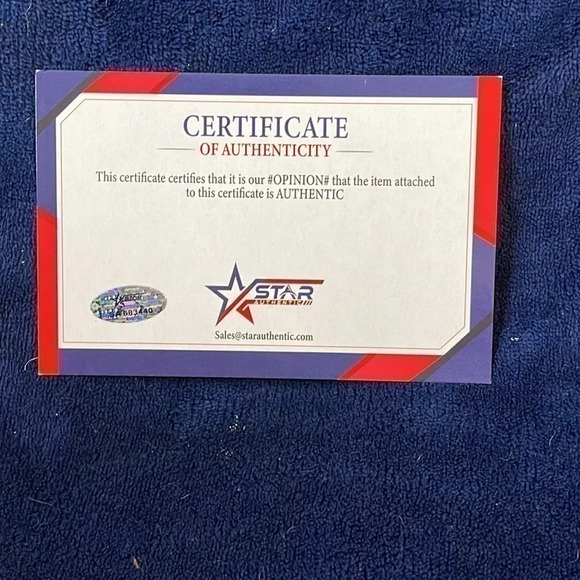 CERTIFICATE
OF AUTHENTICITY
This certificate certifies that it is our #OPINION# that the item attached
to this certificate is AUTHENTIC
STAR
AUTHENTIC
Sales@starauthentic.com